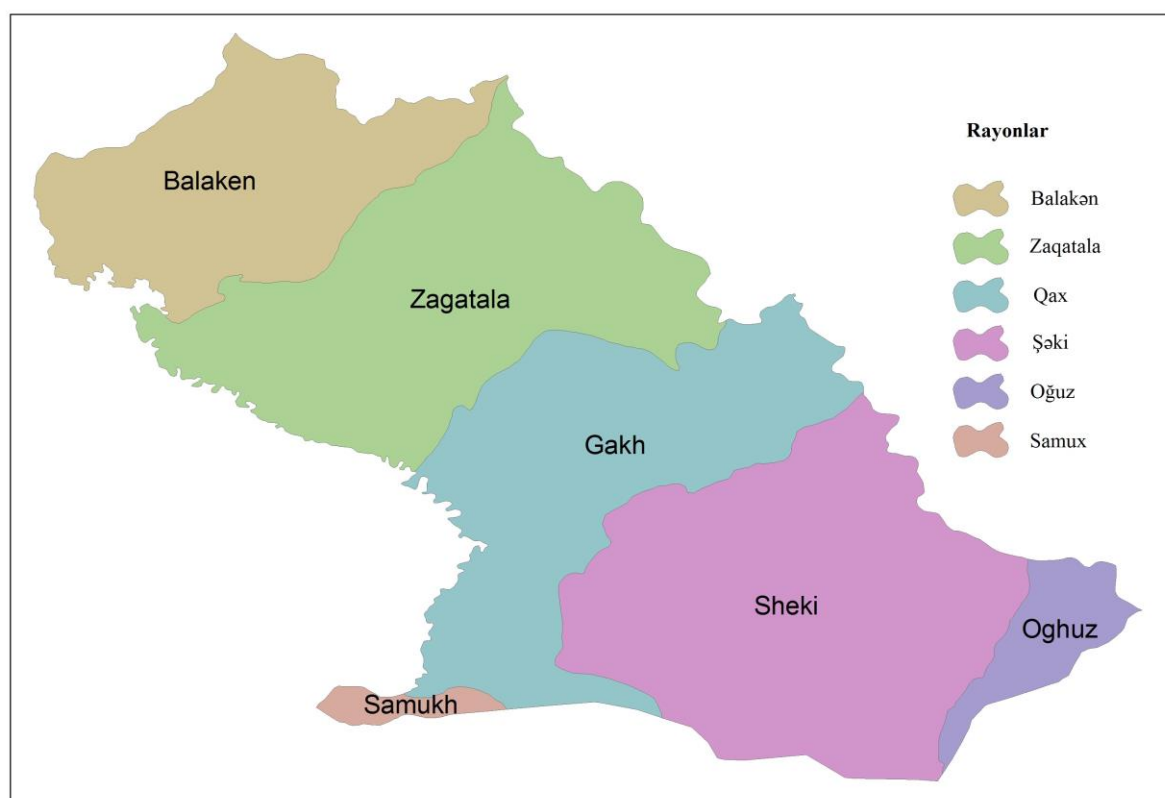 Balaken
Zagatala
Gakh
Sheki
Oghuz
Samukh
Rayonlar
Balakən
Zaqatala
Qax
Şəki
Oğuz
Samux